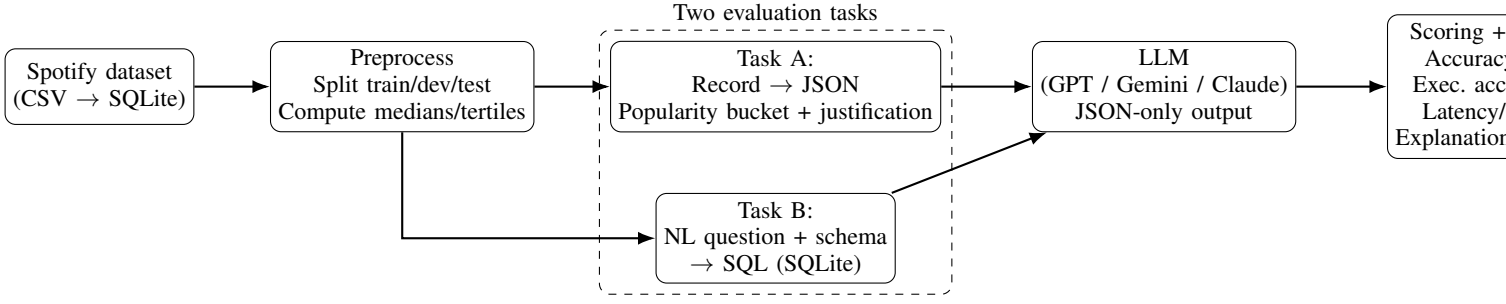 Two evaluation tasks
Spotify dataset
(CSV → SQLite)
Preprocess
Split train/dev/test
Compute medians/tertiles
Task A:
Record → JSON
Popularity bucket + justification
Task B:
NL question + schema
→ SQL (SQLite)
LLM
(GPT / Gemini / Claude)
JSON-only output
Scoring +
Accuracy
Exec. acc
Latency/
Explanation